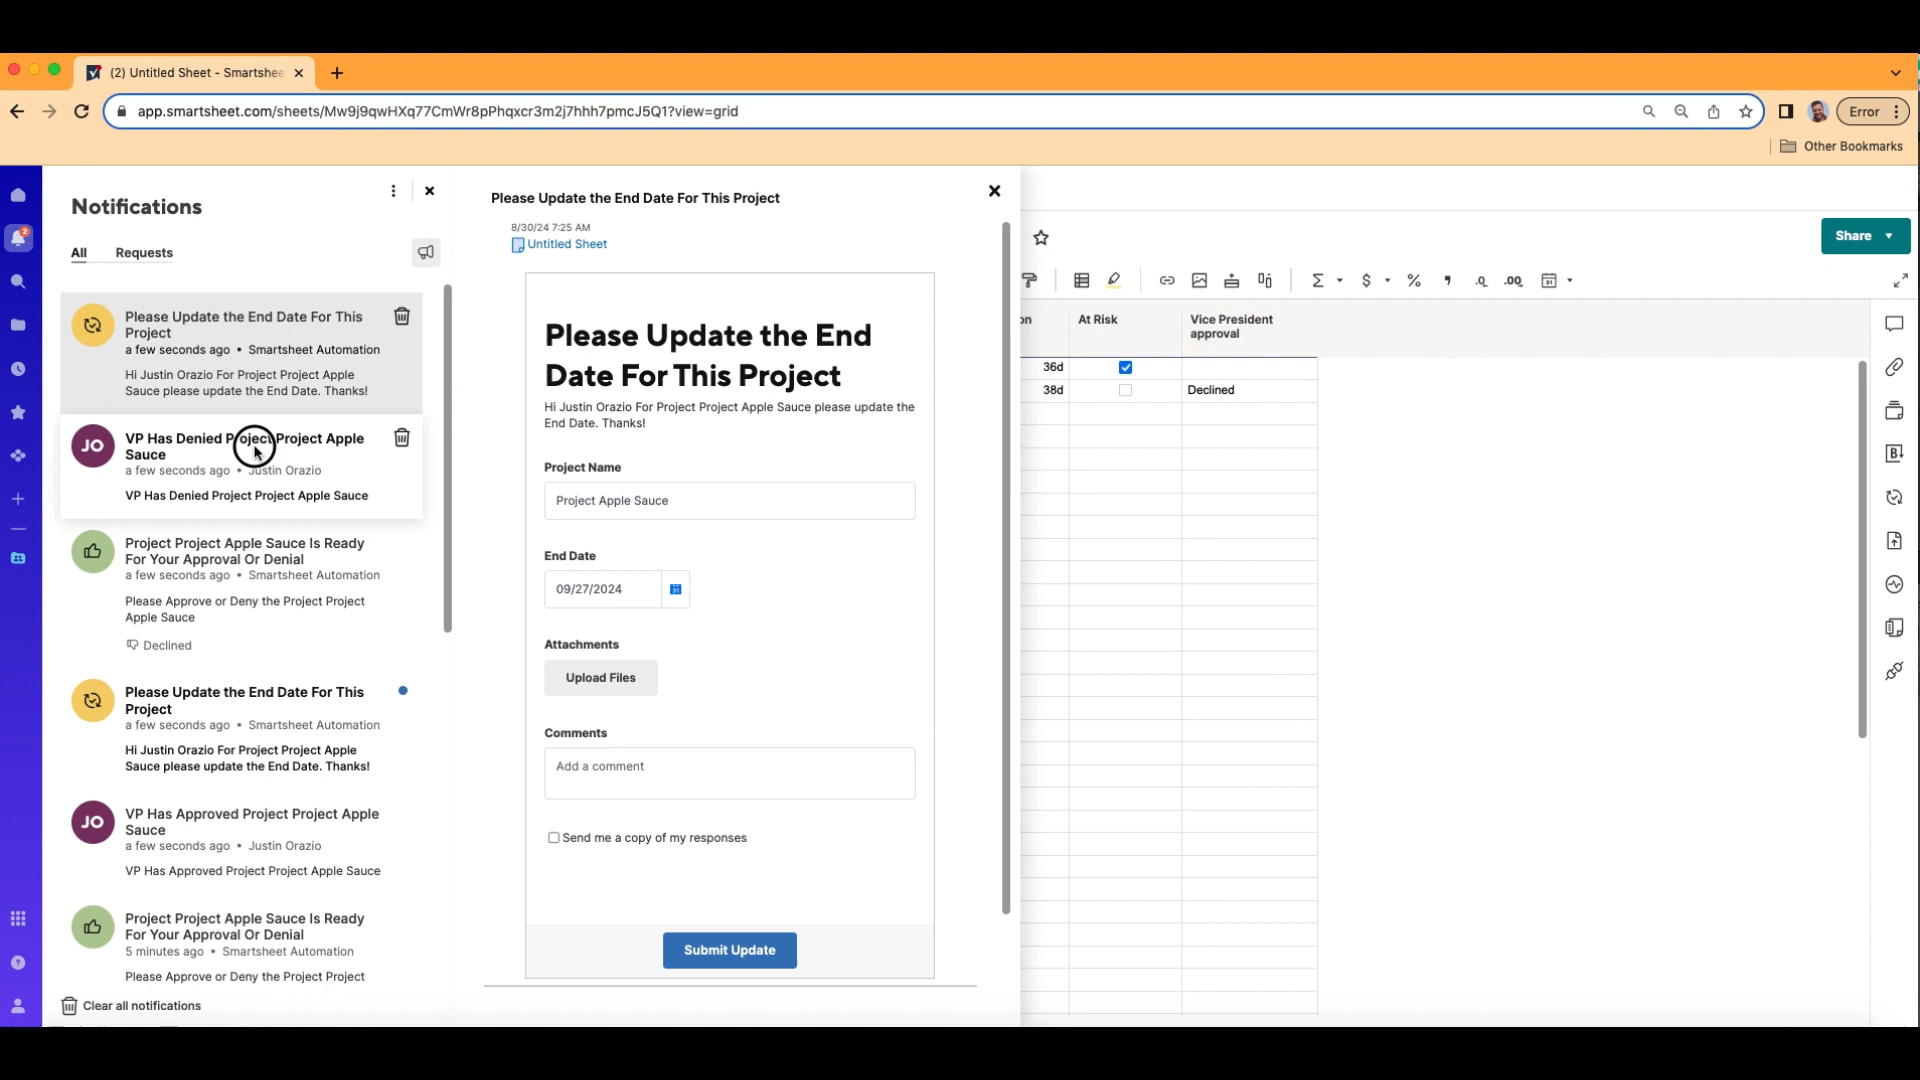 (2) Untitled Sheet - Smartshee
app.smartsheet.com/sheets/Mw9j9qwHXq77CmWr8pPhqxcr3m2j7hhh7pmcJ5Q1?view=grid
Error
Other Bookmarks
2
Notifications
All
Requests
Please Update the End Date For This
Project
a few seconds ago • Smartsheet Automation
Hi Justin Orazio For Project Project Apple
Sauce please update the End Date. Thanks!
JO
VP Has Denied Project Project Apple
Sauce
a few seconds ago • Justin Orazio
VP Has Denied Project Project Apple Sauce
Project Project Apple Sauce Is Ready
For Your Approval Or Denial
a few seconds ago • Smartsheet Automation
Please Approve or Deny the Project Project
Apple Sauce
Declined
Please Update the End Date For This
Project
a few seconds ago • Smartsheet Automation
Hi Justin Orazio For Project Project Apple
Sauce please update the End Date. Thanks!
JO
VP Has Approved Project Project Apple
Sauce
a few seconds ago • Justin Orazio
VP Has Approved Project Project Apple Sauce
Project Project Apple Sauce Is Ready
For Your Approval Or Denial
5 minutes ago • Smartsheet Automation
Please Approve or Deny the Project Project
Clear all notifications
Please Update the End Date For This Project
8/30/24 7:25 AM
Untitled Sheet
Please Update the End
Date For This Project
Hi Justin Orazio For Project Project Apple Sauce please update the
End Date. Thanks!
Project Name
Project Apple Sauce
End Date
09/27/2024
31
Attachments
Upload Files
Comments
Add a comment
Send me a copy of my responses
Submit Update
Share
Σ $ % , .0 .00
on
At Risk
Vice President
approval
36d
38d
Declined